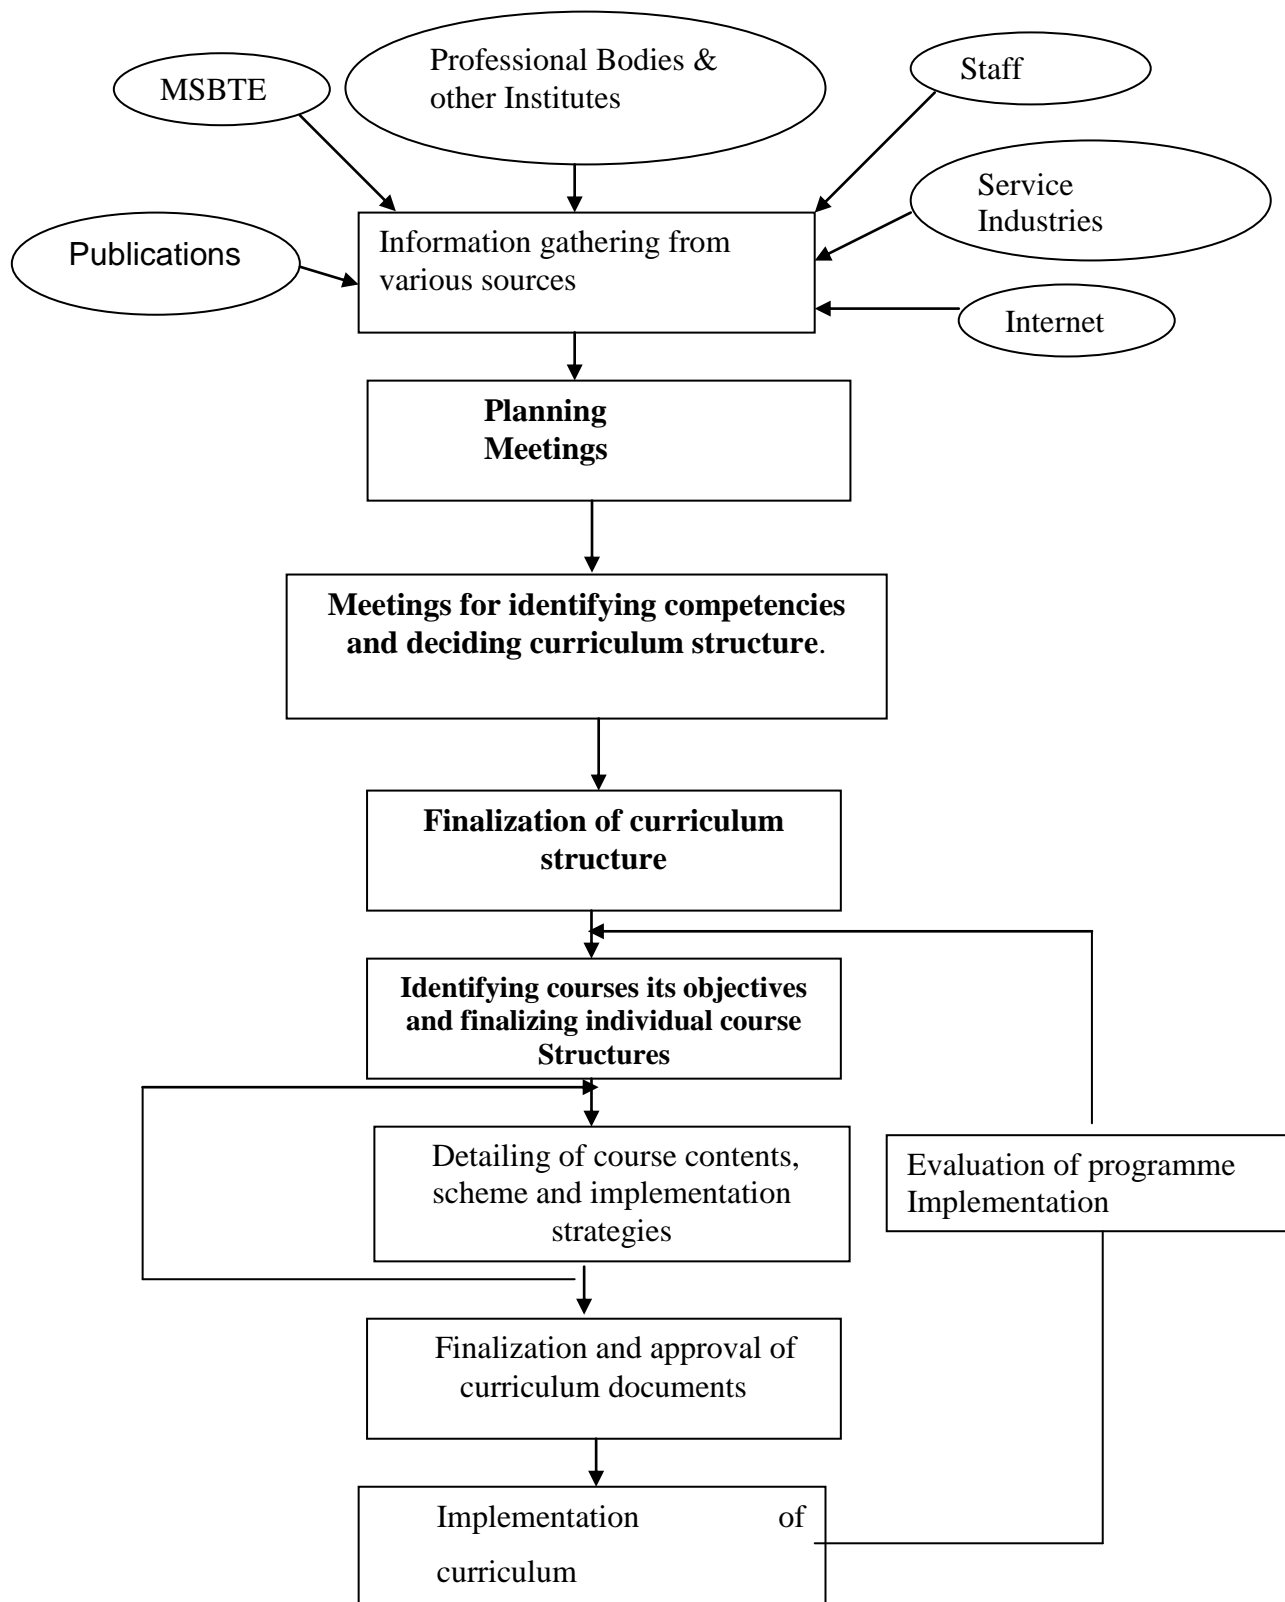 Professional Bodies &
other Institutes
Staff
MSBTE
Service
Industries
Publications
Information gathering from
various sources
Internet
Planning
Meetings
Meetings for identifying competencies
and deciding curriculum structure.
Finalization of curriculum
structure
Identifying courses its objectives
and finalizing individual course
Structures
Detailing of course contents,
scheme and implementation
strategies
Evaluation of programme
Implementation
Finalization and approval of
curriculum documents
Implementation of
curriculum